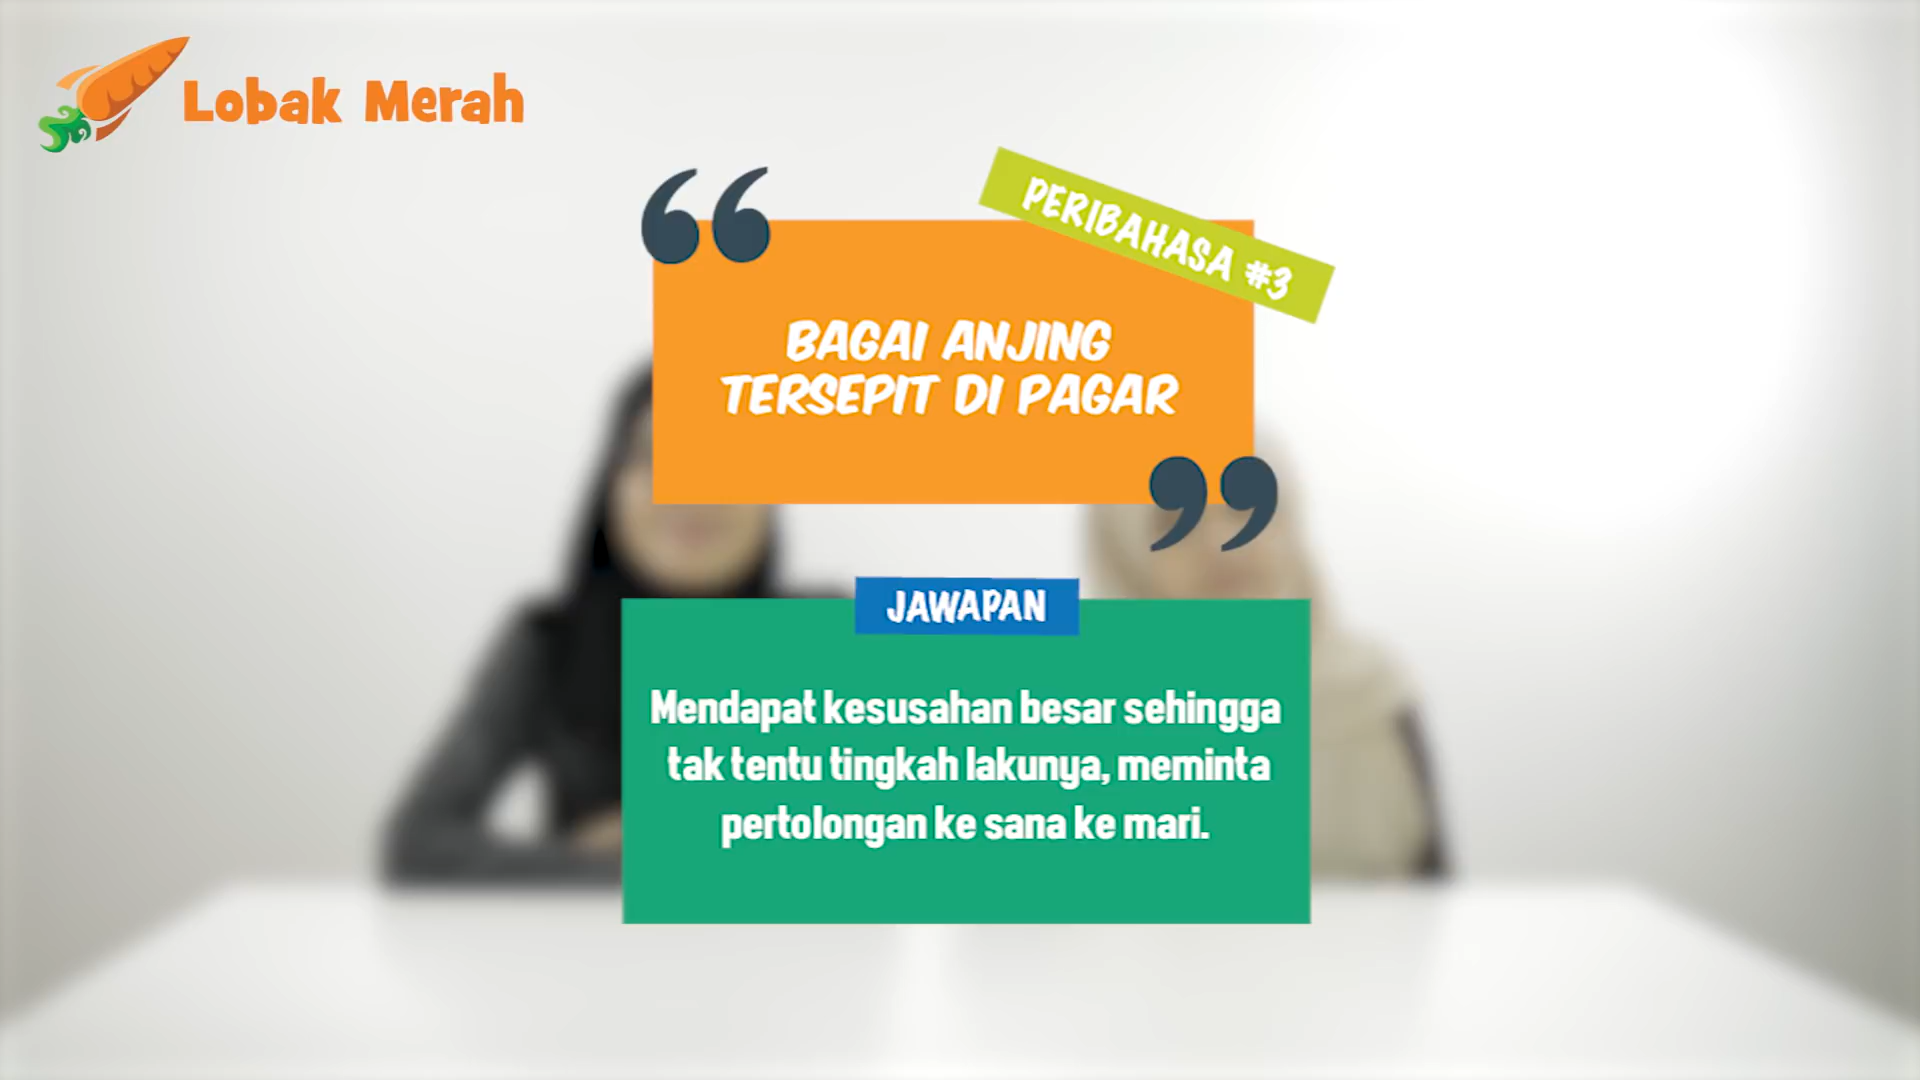 Lobak Merah
PERIBAHASA #3
BAGAI ANJING
TERSEPIT DI PAGAR
JAWAPAN
Mendapat kesusahan besar sehingga
tak tentu tingkah lakunya, meminta
pertolongan ke sana ke mari.